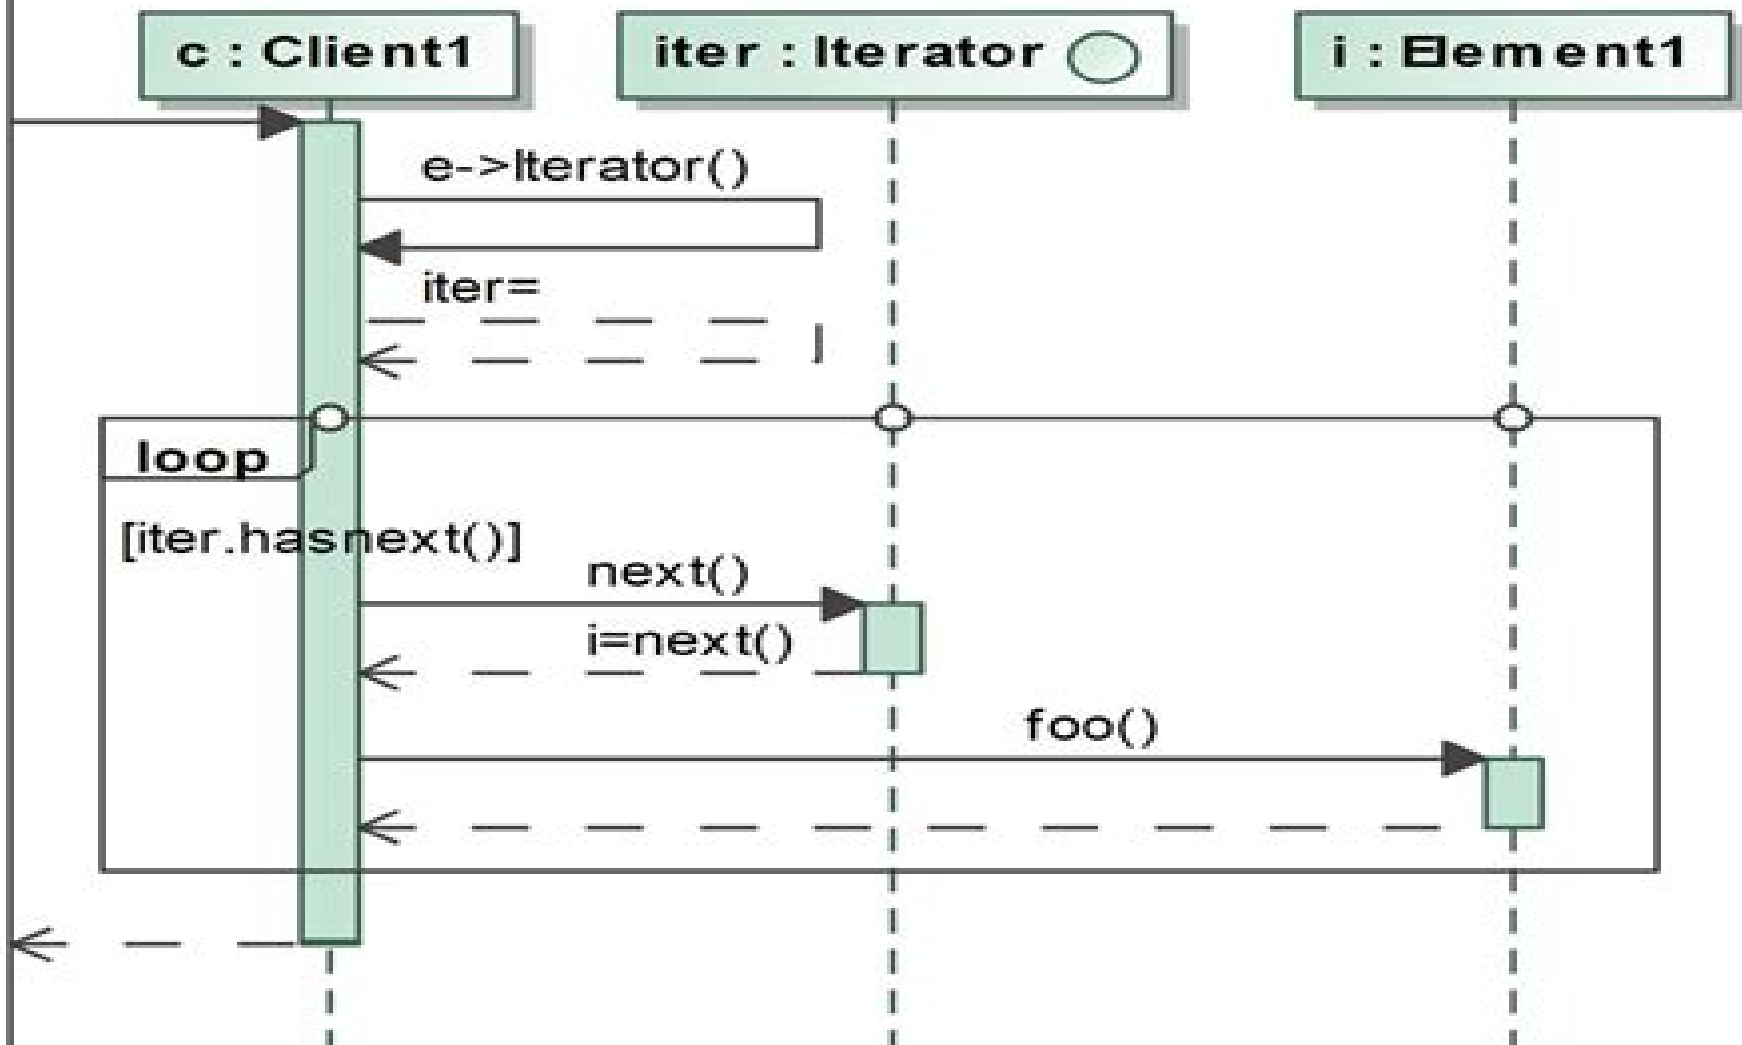 c : Client1
iter : Iterator
i : Element1
e->Iterator()
iter=
loop
[iter.hasnext()]
next()
i=next()
foo()